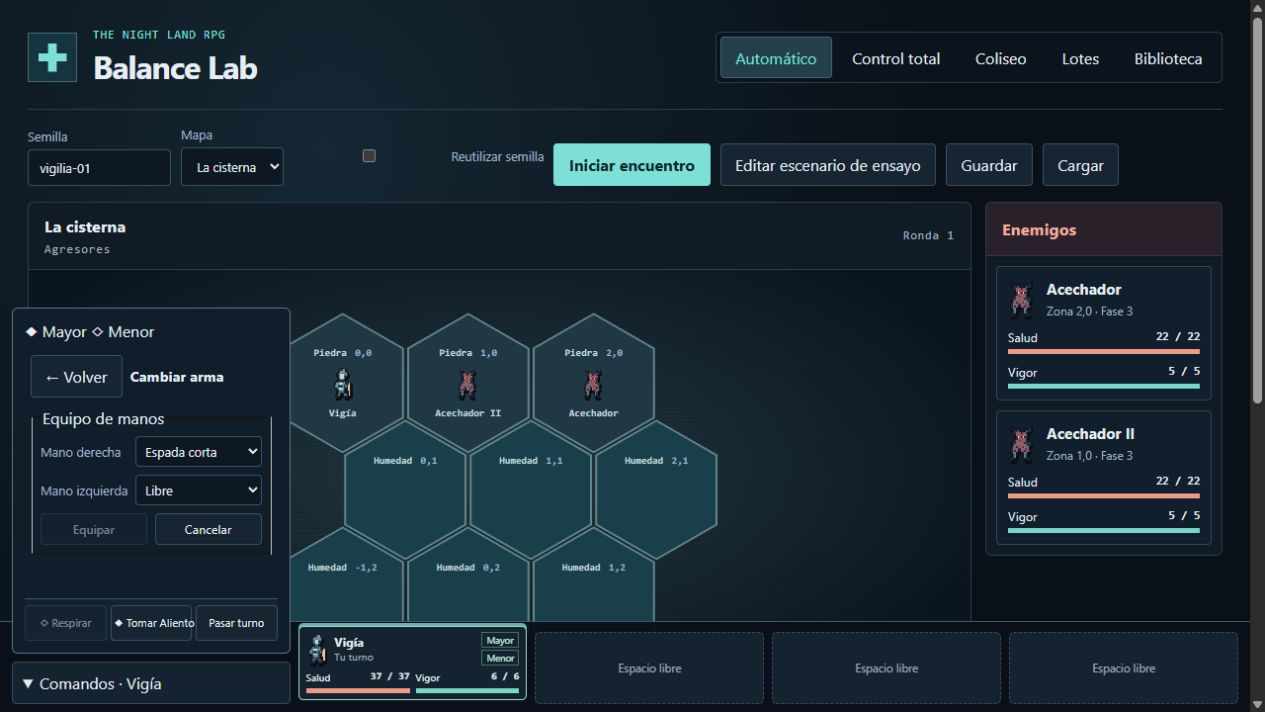 THE NIGHT LAND RPG
Balance Lab
Automático
Control total
Coliseo
Lotes
Biblioteca
Semilla
vigilia-01
Mapa
La cisterna
Reutilizar semilla
Iniciar encuentro
Editar escenario de ensayo
Guardar
Cargar
La cisterna
Agresores
Ronda 1
Piedra 0,0
Vigía
Piedra 1,0
Acechador II
Piedra 2,0
Acechador
Humedad 0,1
Humedad 1,1
Humedad 2,1
Humedad -1,2
Humedad 0,2
Humedad 1,2
Enemigos
Acechador
Zona 2,0 · Fase 3
Salud 22 / 22
Vigor 5 / 5
Acechador II
Zona 1,0 · Fase 3
Salud 22 / 22
Vigor 5 / 5
◆ Mayor ◇ Menor
← Volver
Cambiar arma
Equipo de manos
Mano derecha Espada corta
Mano izquierda Libre
Equipar
Cancelar
◇ Respirar
◆ Tomar Aliento
Pasar turno
▼ Comandos · Vigía
Vigía
Tu turno
Mayor
Menor
Salud 37 / 37 Vigor 6 / 6
Espacio libre
Espacio libre
Espacio libre